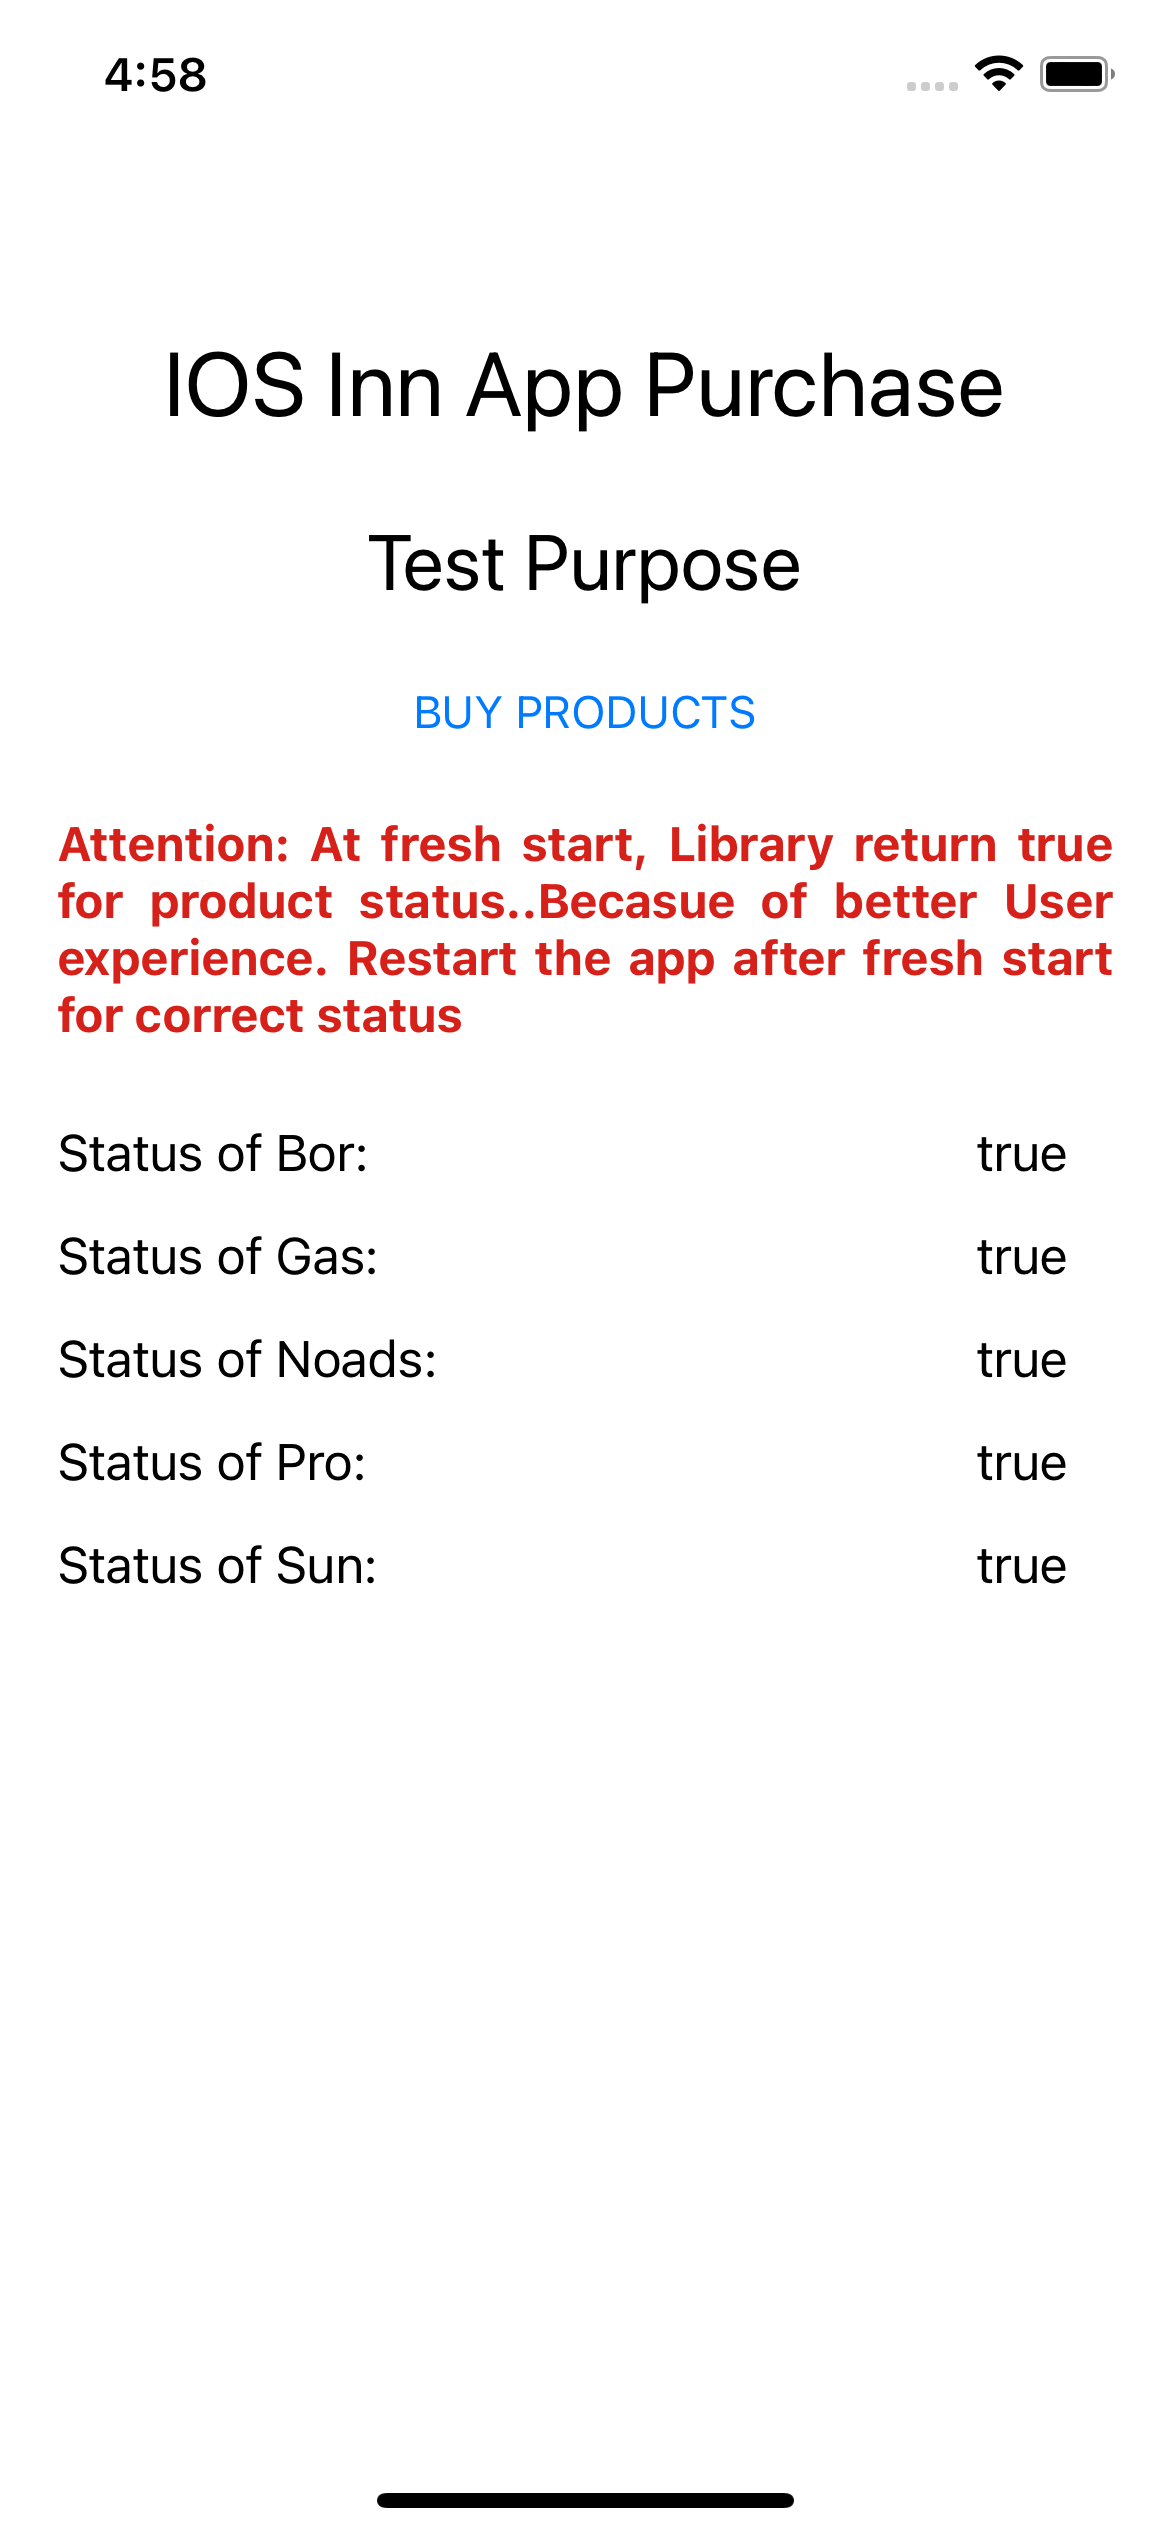 4:58
IOS Inn App Purchase
Test Purpose
BUY PRODUCTS
Attention: At fresh start, Library return true
for product status..Becasue of better User
experience. Restart the app after fresh start
for correct status
Status of Bor: true
Status of Gas: true
Status of Noads: true
Status of Pro: true
Status of Sun: true